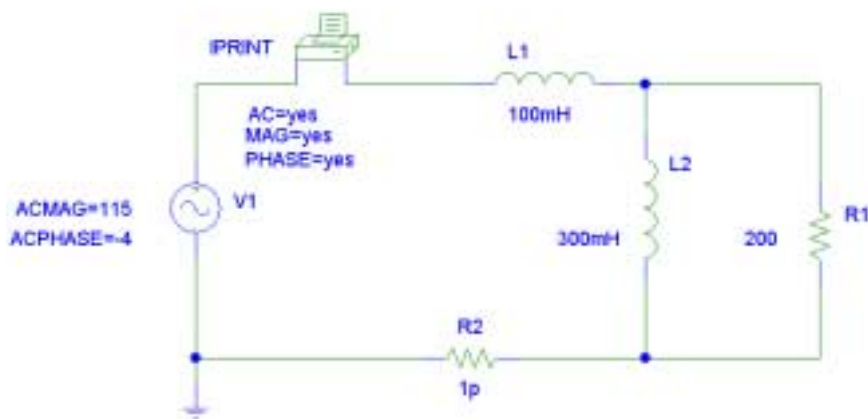 IPRINT
L1
100mH
AC=yes
MAG=yes
PHASE=yes
L2
ACMAG=115
V1
R1
ACPHASE=-4
300mH
200
R2
1p